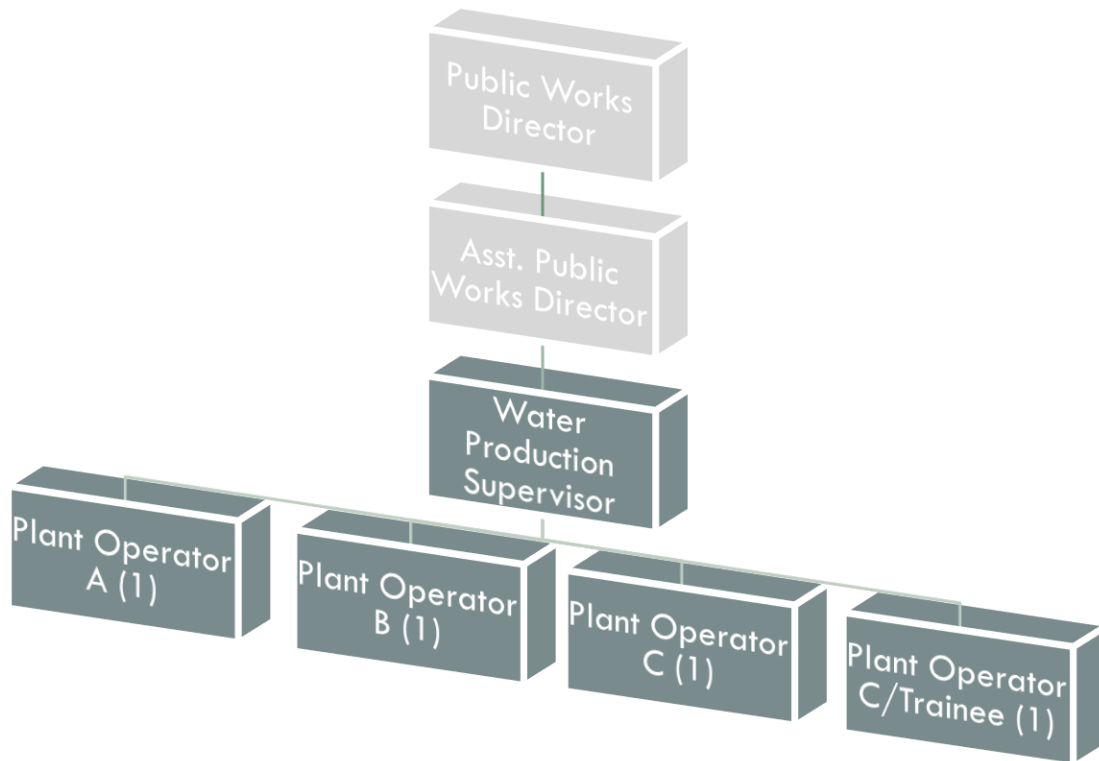 Public Works
Director
Asst. Public
Works Director
Water
Production
Supervisor
Plant Operator
A (1)
Plant Operator
B (1)
Plant Operator
C (1)
Plant Operator
C/Trainee (1)